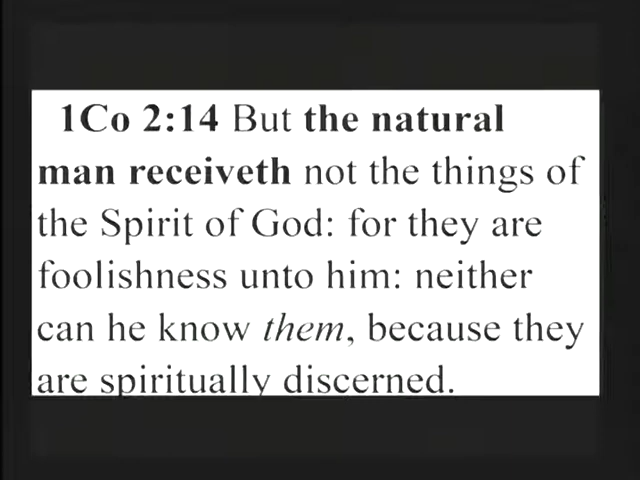 1Co 2:14 But the natural
man receiveth not the things of
the Spirit of God: for they are
foolishness unto him: neither
can he know them, because they
are spiritually discerned.